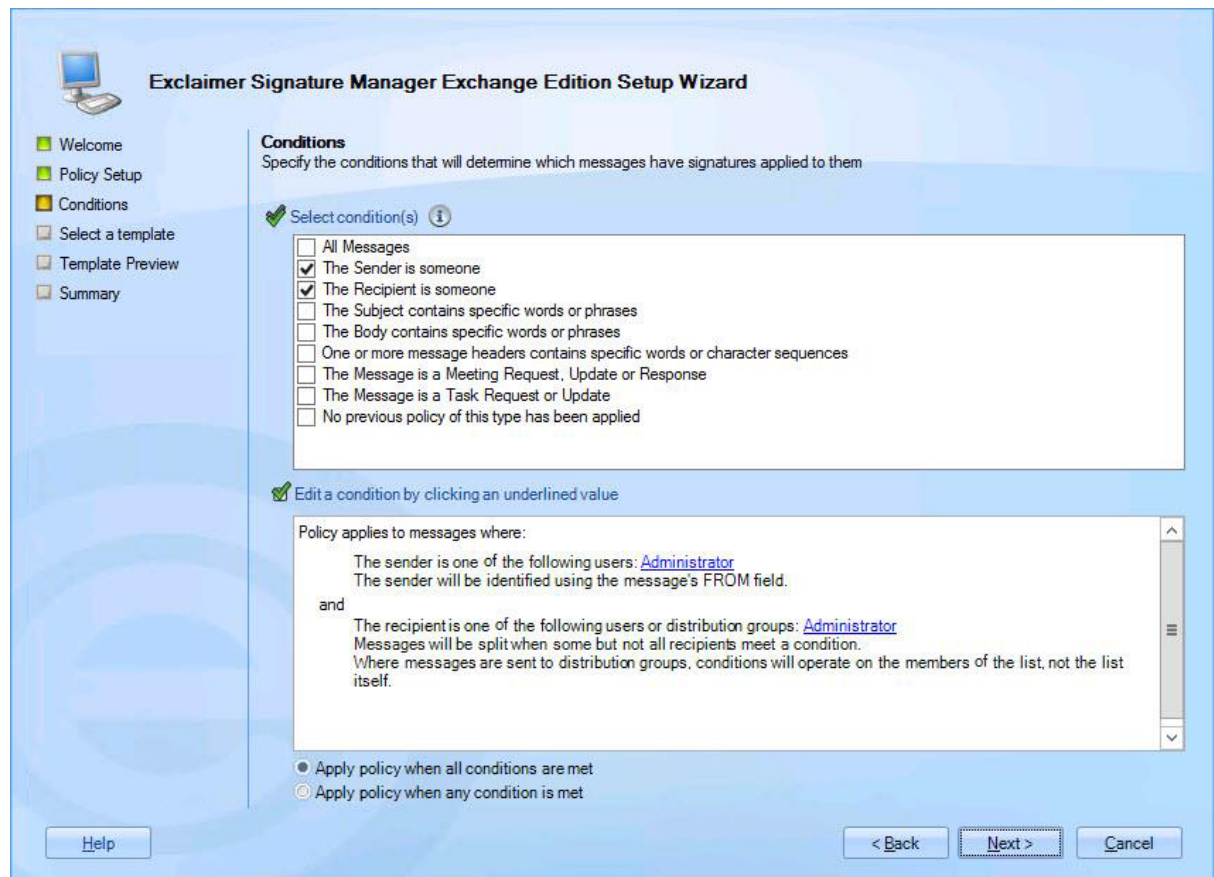 Exclaimer Signature Manager Exchange Edition Setup Wizard
Welcome
Policy Setup
Conditions
Select a template
Template Preview
Summary
Conditions
Specify the conditions that will determine which messages have signatures applied to them
Select condition(s)
All Messages
The Sender is someone
The Recipient is someone
The Subject contains specific words or phrases
The Body contains specific words or phrases
One or more message headers contains specific words or character sequences
The Message is a Meeting Request, Update or Response
The Message is a Task Request or Update
No previous policy of this type has been applied
Edit a condition by clicking an underlined value
Policy applies to messages where:
The sender is one of the following users: Administrator
The sender will be identified using the message's FROM field.
and
The recipient is one of the following users or distribution groups: Administrator
Messages will be split when some but not all recipients meet a condition.
Where messages are sent to distribution groups, conditions will operate on the members of the list, not the list
itself.
Apply policy when all conditions are met
Apply policy when any condition is met
Help
< Back
Next >
Cancel